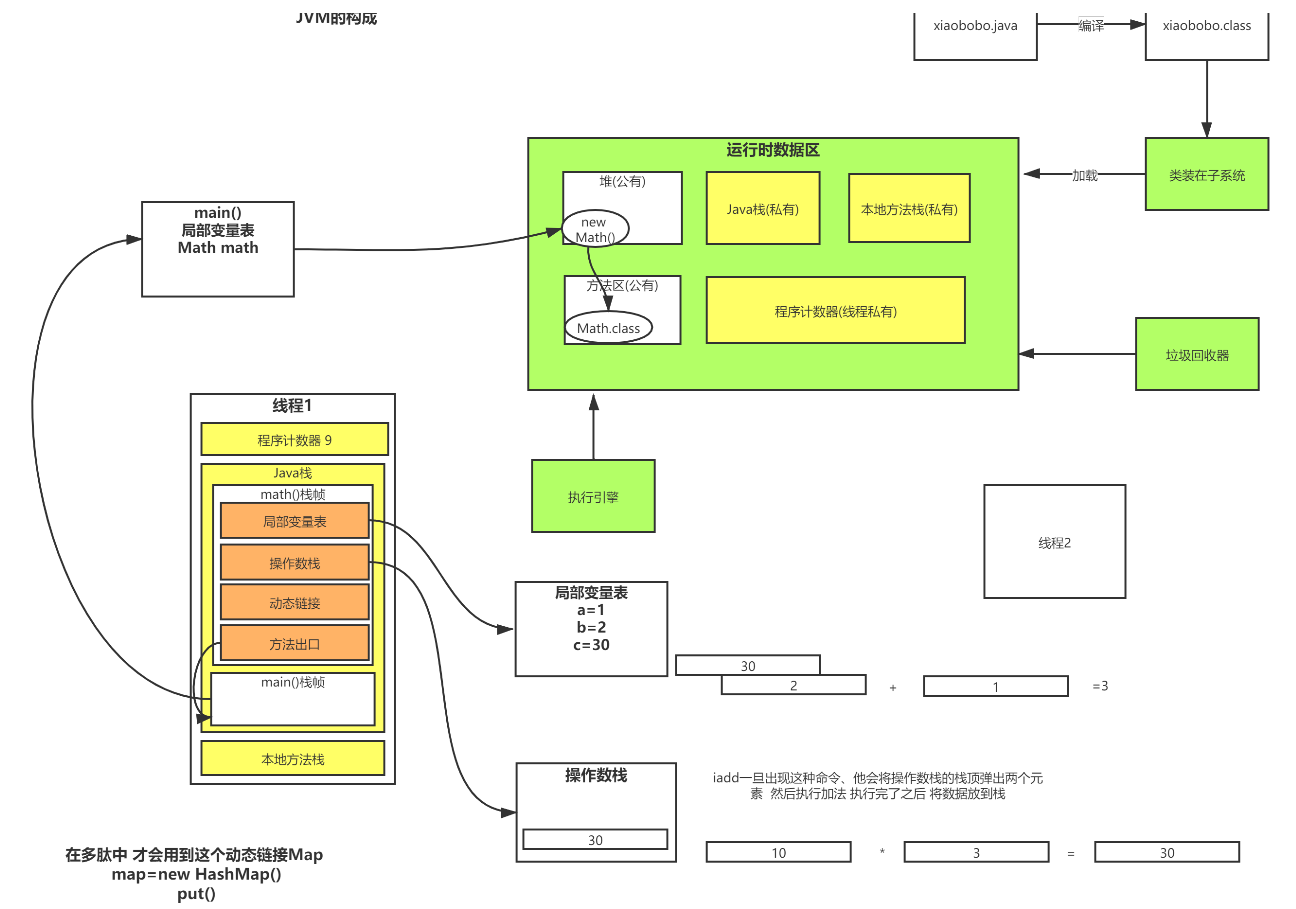 JVM的构成
xiaobobo.java
编译
xiaobobo.class
运行时数据区
堆(公有)
new
Math()
Java栈(私有)
本地方法栈(私有)
加载
类装在子系统
main()
局部变量表
Math math
方法区(公有)
Math.class
程序计数器(线程私有)
垃圾回收器
线程1
程序计数器 9
Java栈
math()栈帧
局部变量表
操作数栈
动态链接
方法出口
main()栈帧
本地方法栈
执行引擎
线程2
局部变量表
a=1
b=2
c=30
30
2
+
1
=3
操作数栈
30
iadd一旦出现这种命令、他会将操作数栈的栈顶弹出两个元
素 然后执行加法 执行完了之后 将数据放到栈
10
*
3
=
30
在多肽中 才会用到这个动态链接Map
map=new HashMap()
put()